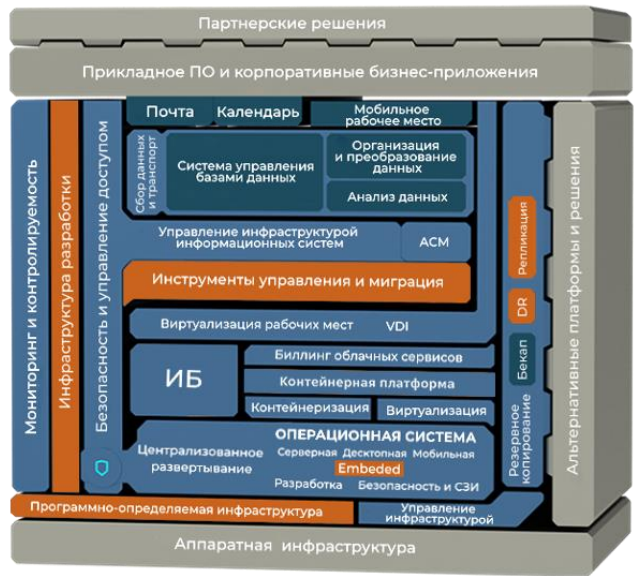 Партнерские решения
Прикладное ПО и корпоративные бизнес-приложения
Мониторинг и контролируемость
Инфраструктура разработки
Безопасность и управление доступом
Почта
Календарь
Мобильное
рабочее место
Сбор данных
и транспорт
Система управления
базами данных
Организация
и преобразование
данных
Анализ данных
Управление инфраструктурой
информационных систем
ACM
Инструменты управления и миграция
Виртуализация рабочих мест
VDI
ИБ
Биллинг облачных сервисов
Контейнерная платформа
Контейнеризация
Виртуализация
ОПЕРАЦИОННАЯ СИСТЕМА
Централизованное
развертывание
Серверная Десктопная Мобильная
Embeded
Разработка Безопасность и СЗИ
Репликация
DR
Бекап
Резервное
копирование
Альтернативные платформы и решения
Программно-определяемая инфраструктура
Управление
инфраструктурой
Аппаратная инфраструктура